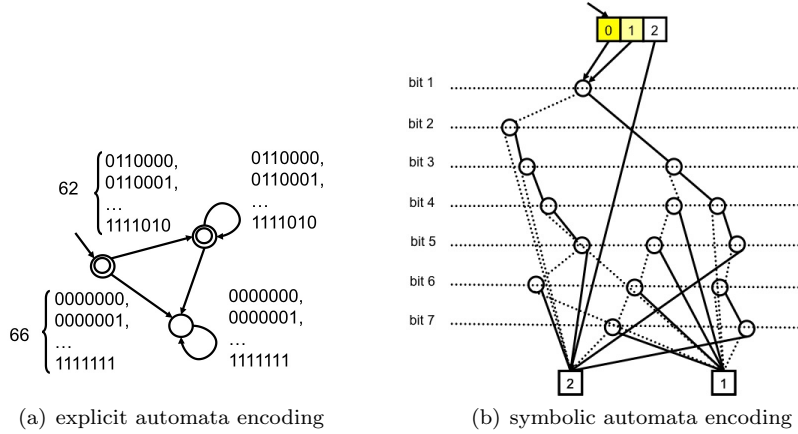 0 1 2
bit 1
bit 2
bit 3
bit 4
bit 5
bit 6
bit 7
2 1
62
0110000,
0110001,
...
1111010
0110000,
0110001,
...
1111010
66
0000000,
0000001,
...
1111111
0000000,
0000001,
...
1111111
(a) explicit automata encoding
(b) symbolic automata encoding